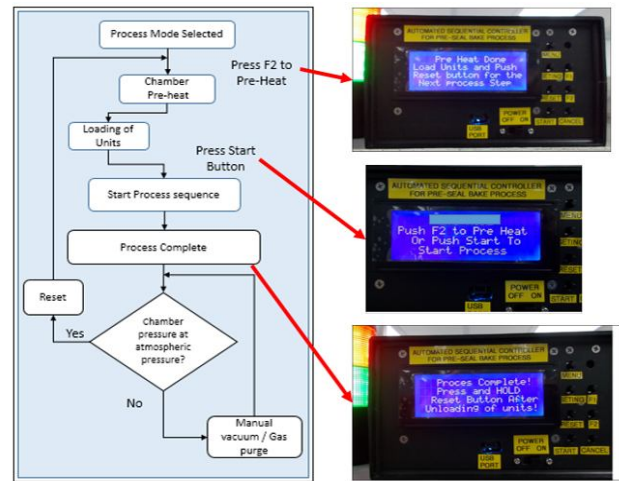 Process Mode Selected
Chamber
Pre-heat
Loading of
Units
Start Process sequence
Process Complete
Reset
Yes
Chamber
pressure at
atmospheric
pressure?
No
Manual
vacuum / Gas
purge
Press F2 to
Pre-Heat
Press Start
Button
AUTOMATED SEQUENTIAL CONTROLLER
FOR PRE-SEAL BAKE PROCESS
Pre Heat Done
Load Units and Push
Reset button for the
Next process Step
MENU
SETING F1
RESET F2
START CANCEL
POWER
OFF ON
USB
PORT
AUTOMATED SEQUENTIAL CONTROLLER
FOR PRE-SEAL BAKE PROCESS
Push F2 to Pre Heat
Or Push Start To
Start Process
MENU
SETING
RESET
START
POWER
OFF ON
USB
AUTOMATED SEQUENTIAL CONTROLLER
FOR PRE-SEAL BAKE PROCESS
Proces Complete!
Press and HOLD
Reset Button After
Unloading of units!
MENU
SETING F1
RESET F2
START CANCEL
POWER
OFF ON
USB
PORT